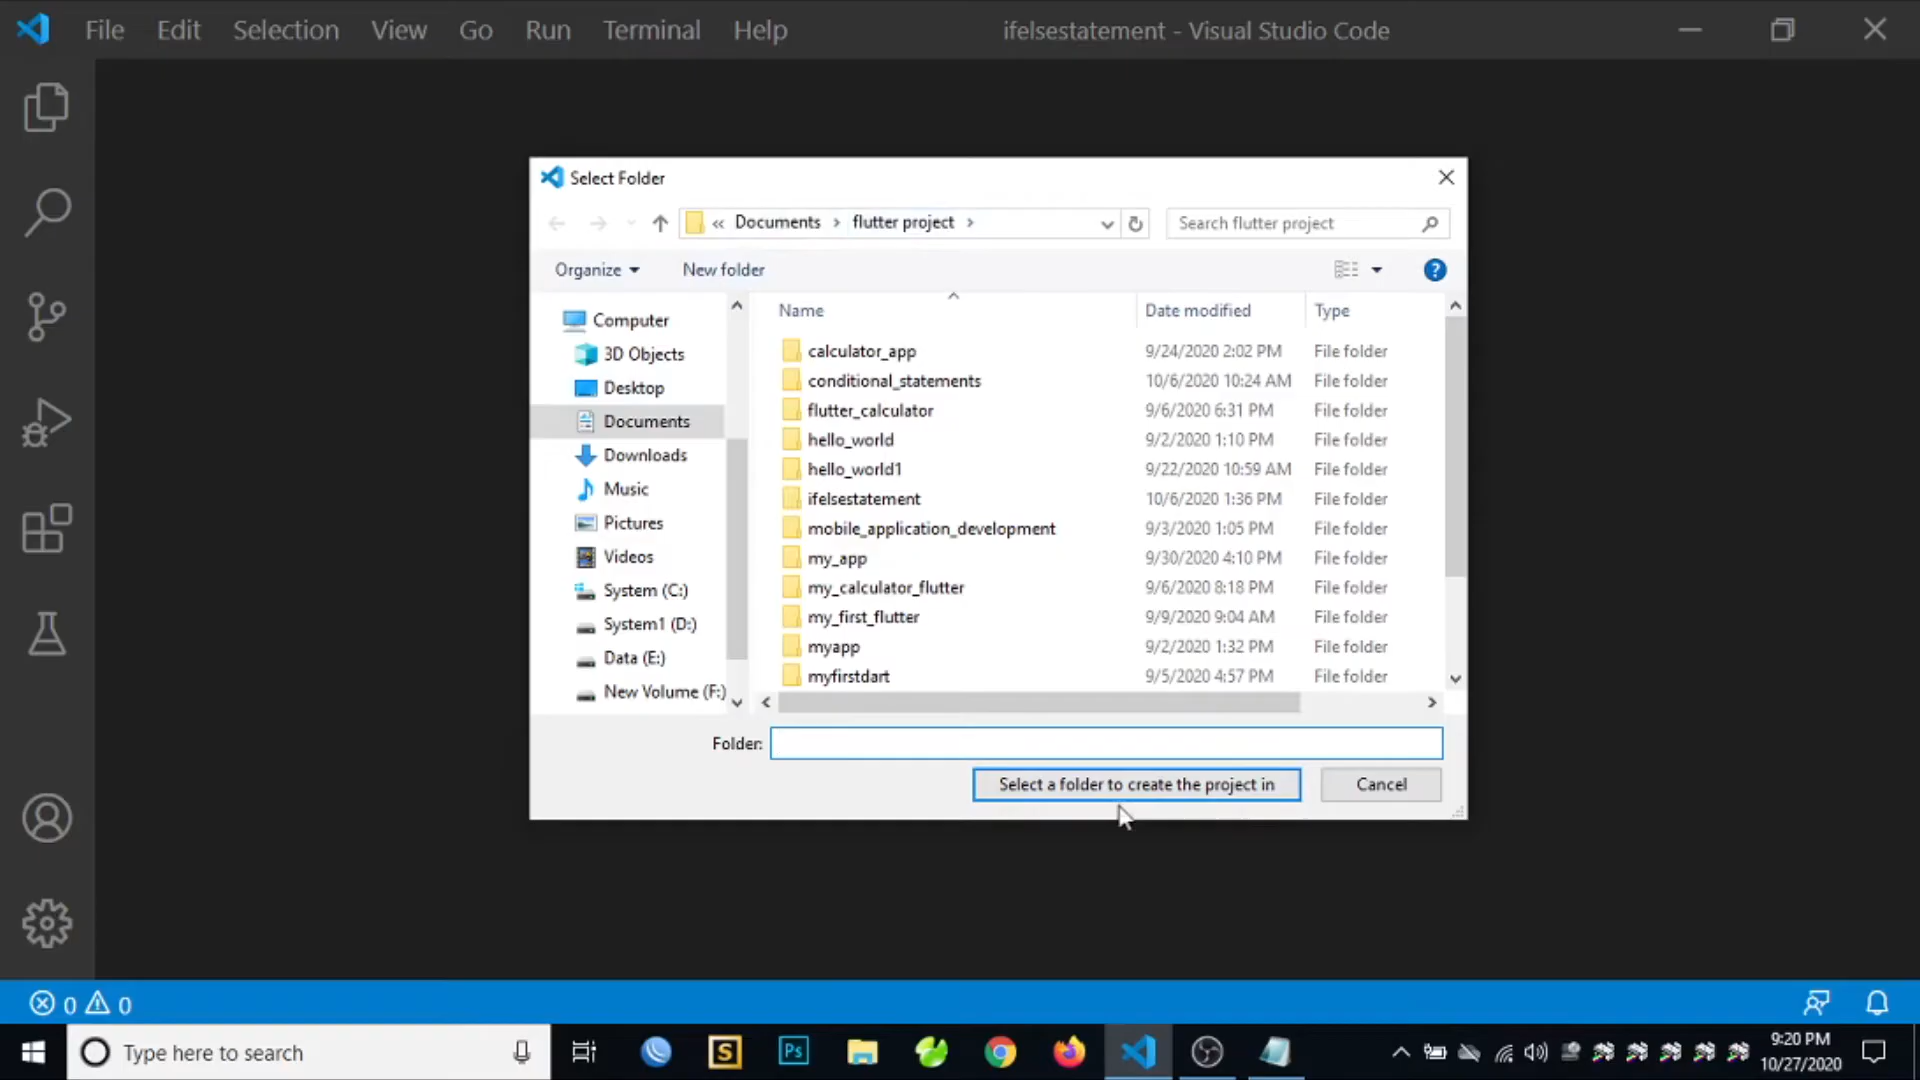 File Edit Selection View Go Run Terminal Help
ifelsestatement - Visual Studio Code
Select Folder
« Documents › flutter project ›
Search flutter project
Organize
New folder
?
Computer
3D Objects
Desktop
Documents
Downloads
Music
Pictures
Videos
System (C:)
System1 (D:)
Data (E:)
New Volume (F:)
Name Date modified Type
calculator_app 9/24/2020 2:02 PM File folder
conditional_statements 10/6/2020 10:24 AM File folder
flutter_calculator 9/6/2020 6:31 PM File folder
hello_world 9/2/2020 1:10 PM File folder
hello_world1 9/22/2020 10:59 AM File folder
ifelsestatement 10/6/2020 1:36 PM File folder
mobile_application_development 9/3/2020 1:05 PM File folder
my_app 9/30/2020 4:10 PM File folder
my_calculator_flutter 9/6/2020 8:18 PM File folder
my_first_flutter 9/9/2020 9:04 AM File folder
myapp 9/2/2020 1:32 PM File folder
myfirstdart 9/5/2020 4:57 PM File folder
Folder:
Select a folder to create the project in
Cancel
0 0
Type here to search
S
Ps
9:20 PM
10/27/2020